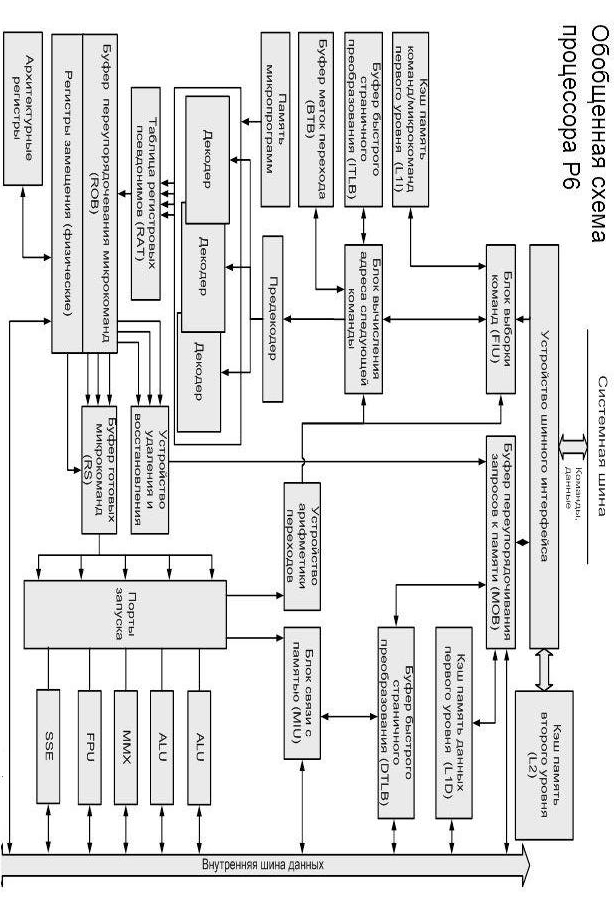 Обобщенная схема
процессора P6
Системная шина
Команды,
данные
Устройство шинного интерфейса
Кэш память
второго уровня
(L2)
Кэш память
команд/микрокоманд
первого уровня (L1I)
Блок выборки
команд (FIU)
Буфер переупорядочивания
запросов к памяти (MOB)
Кэш память данных
первого уровня (L1D)
Буфер быстрого
страничного
преобразования (ITLB)
Буфер меток перехода
(BTB)
Блок вычисления
адреса следующей
команды
Буфер быстрого
страничного
преобразования (DTLB)
Память
микропрограмм
Предекодер
Устройство
арифметики
переходов
Блок связи с
памятью (MIU)
Декодер
Декодер
Декодер
Таблица регистровых
псевдонимов (RAT)
Устройство
удаления и
восстановления
Буфер переупорядочевания микрокоманд
(ROB)
Регистры замещения (физические)
Буфер готовых
микрокоманд
(RS)
Порты
запуска
ALU
ALU
MMX
FPU
SSE
Архитектурные
регистры
Внутренняя шина данных